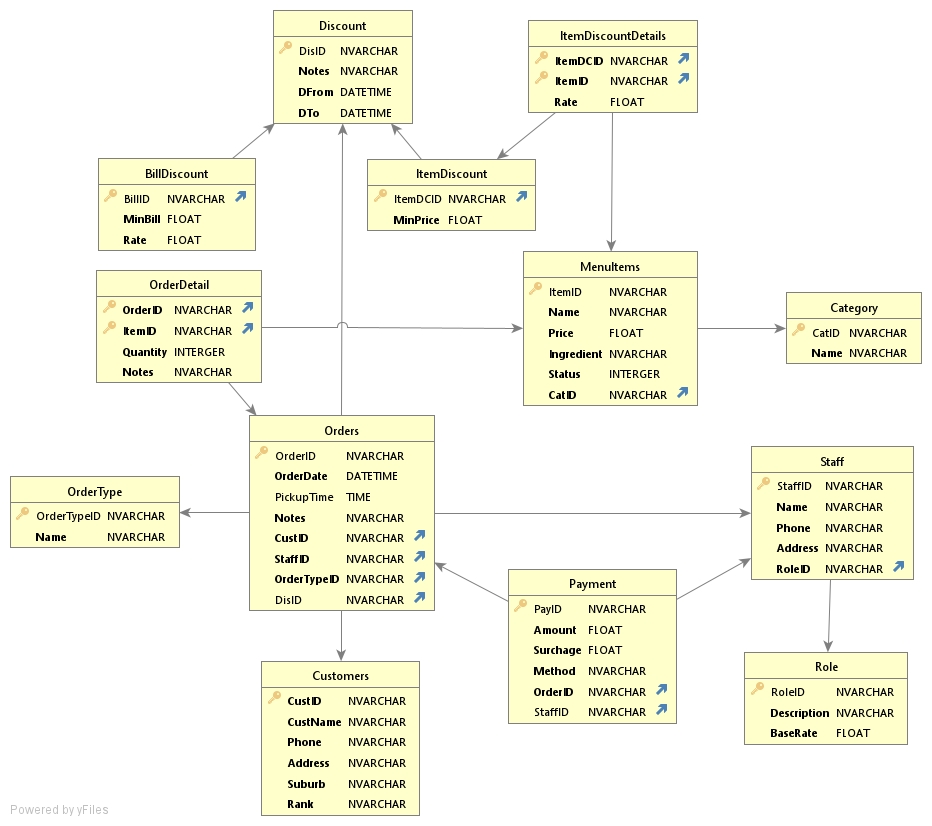 Discount
DisID NVARCHAR
Notes NVARCHAR
DFrom DATETIME
DTo DATETIME
ItemDiscountDetails
ItemDCID NVARCHAR
ItemID NVARCHAR
Rate FLOAT
BillDiscount
BillID NVARCHAR
MinBill FLOAT
Rate FLOAT
ItemDiscount
ItemDCID NVARCHAR
MinPrice FLOAT
OrderDetail
OrderID NVARCHAR
ItemID NVARCHAR
Quantity INTERGER
Notes NVARCHAR
MenuItems
ItemID NVARCHAR
Name NVARCHAR
Price FLOAT
Ingredient NVARCHAR
Status INTERGER
CatID NVARCHAR
Category
CatID NVARCHAR
Name NVARCHAR
Orders
OrderID NVARCHAR
OrderDate DATETIME
PickupTime TIME
Notes NVARCHAR
CustID NVARCHAR
StaffID NVARCHAR
OrderTypeID NVARCHAR
DisID NVARCHAR
OrderType
OrderTypeID NVARCHAR
Name NVARCHAR
Staff
StaffID NVARCHAR
Name NVARCHAR
Phone NVARCHAR
Address NVARCHAR
RoleID NVARCHAR
Payment
PayID NVARCHAR
Amount FLOAT
Surchage FLOAT
Method NVARCHAR
OrderID NVARCHAR
StaffID NVARCHAR
Role
RoleID NVARCHAR
Description NVARCHAR
BaseRate FLOAT
Customers
CustID NVARCHAR
CustName NVARCHAR
Phone NVARCHAR
Address NVARCHAR
Suburb NVARCHAR
Rank NVARCHAR
Powered by yFiles